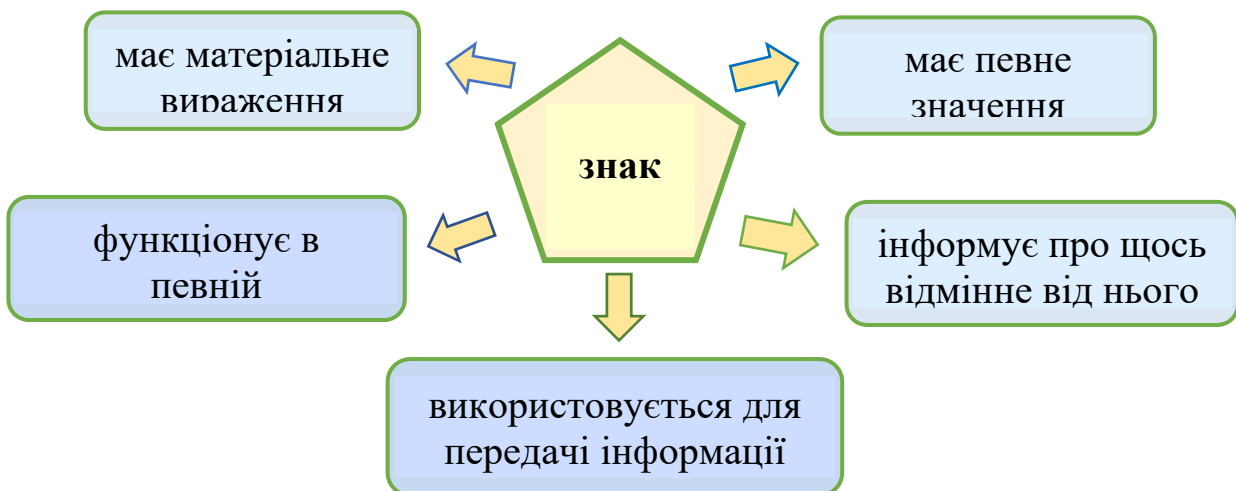 має матеріальне
вираження
має певне
значення
знак
функціонує в
певній
інформує про щось
відмінне від нього
використовується для
передачі інформації